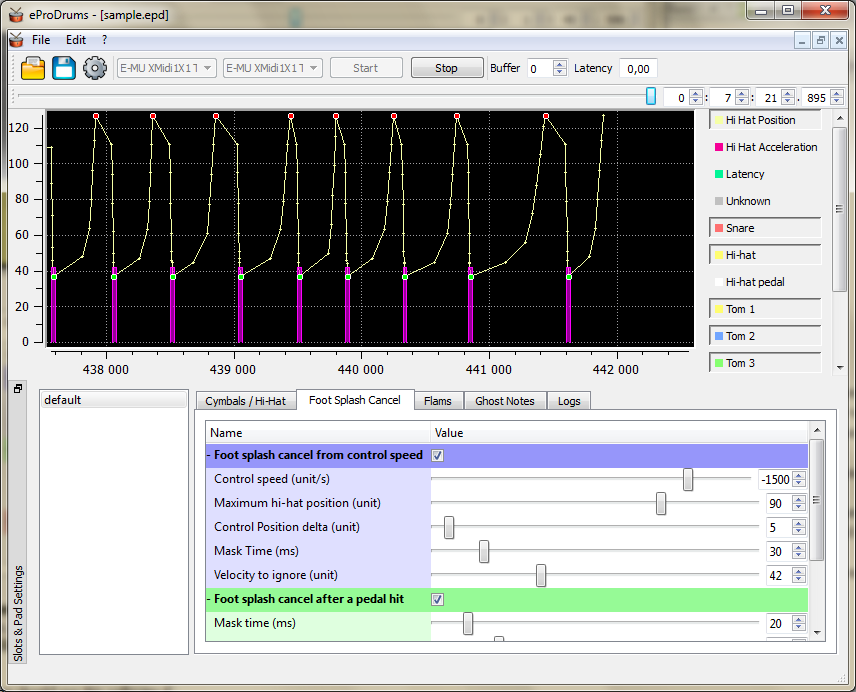 eProDrums - [sample.epd]
File Edit ?
E-MU XMidi1X1 T E-MU XMidi1X1 T Start Stop Buffer 0 Latency 0,00
0 : 7 : 21 . 895
120
100
80
60
40
20
0
438 000 439 000 440 000 441 000 442 000
Hi Hat Position
Hi Hat Acceleration
Latency
Unknown
Snare
Hi-hat
Hi-hat pedal
Tom 1
Tom 2
Tom 3
Slots & Pad Settings
default
Cymbals / Hi-Hat Foot Splash Cancel Flams Ghost Notes Logs
Name Value
- Foot splash cancel from control speed
Control speed (unit/s) -1500
Maximum hi-hat position (unit) 90
Control Position delta (unit) 5
Mask Time (ms) 30
Velocity to ignore (unit) 42
- Foot splash cancel after a pedal hit
Mask time (ms) 20